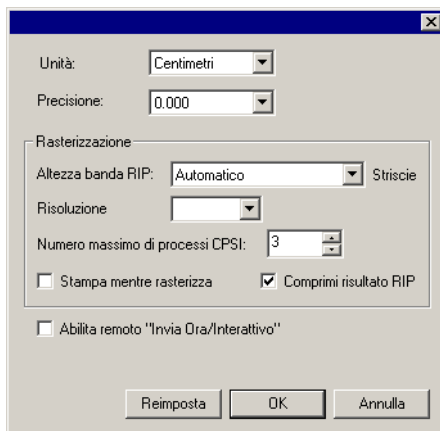 Unità: Centimetri
Precisione: 0.000
Rasterizzazione
Altezza banda RIP: Automatico Striscie
Risoluzione
Numero massimo di processi CPSI: 3
Stampa mentre rasterizza Comprimi risultato RIP
Abilita remoto "Invia Ora/Interattivo"
Reimposta OK Annulla